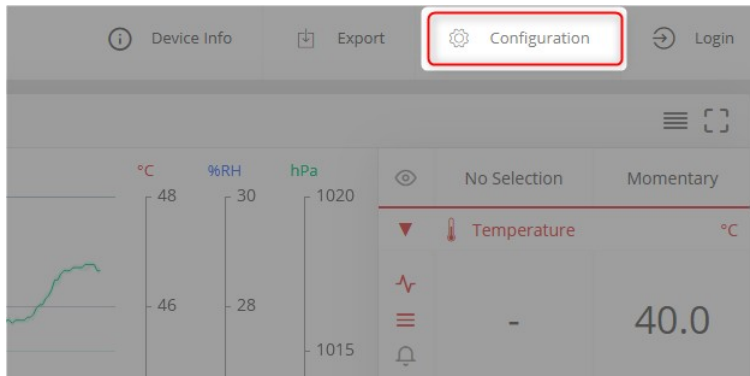 Device Info Export Configuration Login
°C %RH hPa
No Selection Momentary
48 30 1020
Temperature °C
46 28
- 40.0
1015